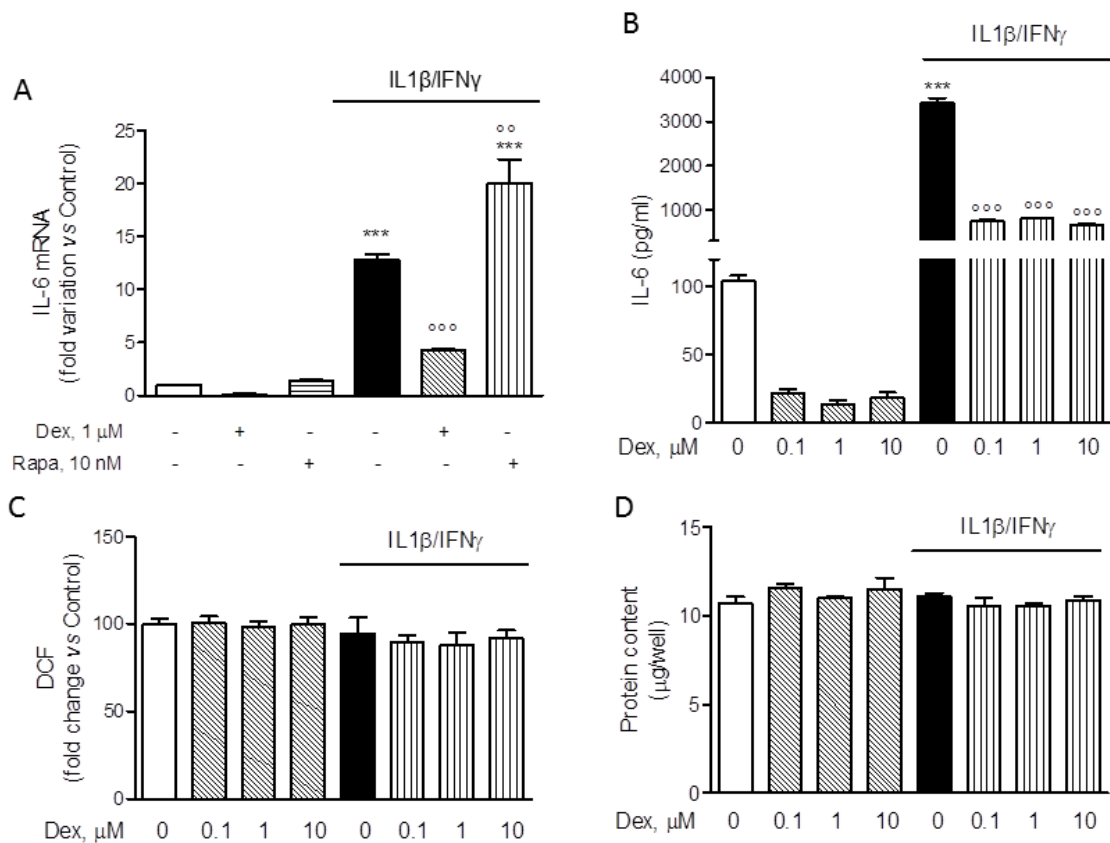 A
IL1β/IFNγ
IL-6 mRNA
(fold variation vs Control)
25
20
15
10
5
0
***
°°°
°°
***
Dex, 1 μM - + - - + -
Rapa, 10 nM - - + - - +
B
IL1β/IFNγ
IL-6 (pg/ml)
4000
3000
2000
1000
100
50
0
***
°°° °°° °°°
Dex, μM 0 0.1 1 10 0 0.1 1 10
C
IL1β/IFNγ
DCF
(fold change vs Control)
150
100
50
0
Dex, μM 0 0.1 1 10 0 0.1 1 10
D
IL1β/IFNγ
Protein content
(μg/well)
15
10
5
0
Dex, μM 0 0.1 1 10 0 0.1 1 10